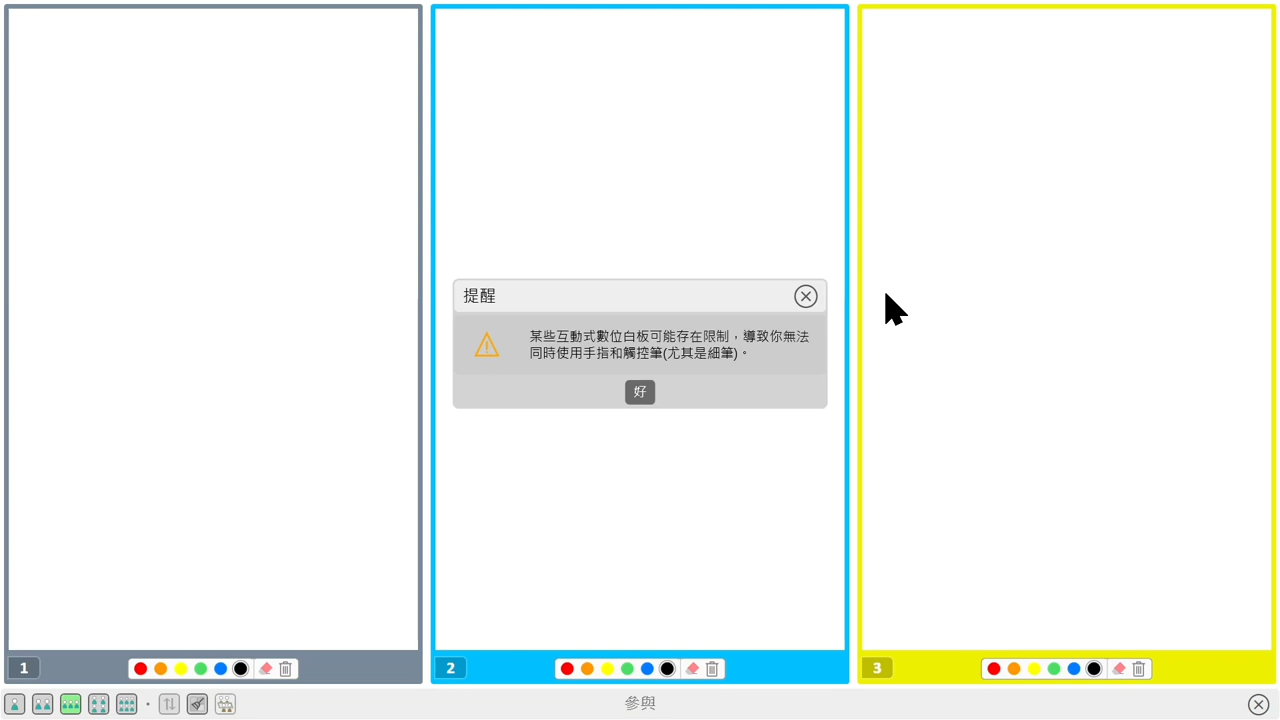 提醒
某些互動式數位白板可能存在限制，導致你無法
同時使用手指和觸控筆(尤其是細筆)。
好
1
2
3
參與